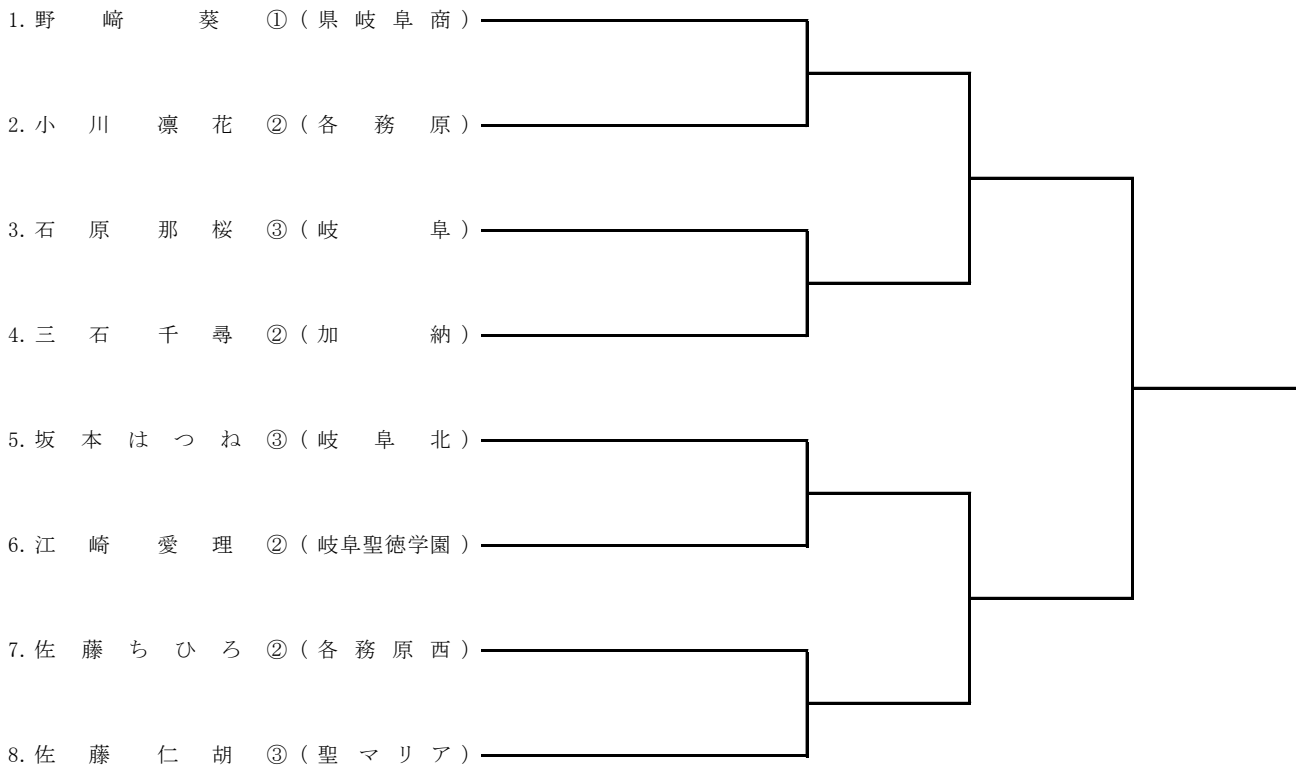 1. 野﨑葵 ① (県岐阜商)
2. 小川凛花 ② (各務原)
3. 石原那桜 ③ (岐阜)
4. 三石千尋 ② (加納)
5. 坂本はつね ③ (岐阜北)
6. 江崎愛理 ② (岐阜聖徳学園)
7. 佐藤ちひろ ② (各務原西)
8. 佐藤仁胡 ③ (聖マリア)